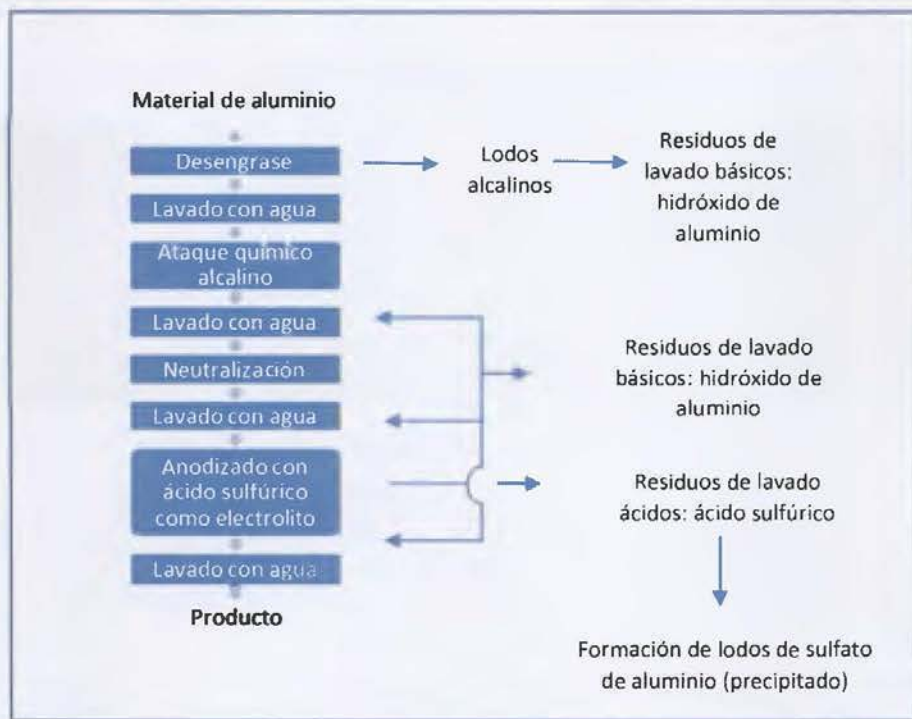 Material de aluminio
Desengrase
Lavado con agua
Ataque químico
alcalino
Lavado con agua
Neutralización
Lavado con agua
Anodizado con
ácido sulfúrico
como electrolito
Lavado con agua
Producto
Lodos
alcalinos
Residuos de
lavado básicos:
hidróxido de
aluminio
Residuos de lavado
básicos: hidróxido de
aluminio
Residuos de lavado
ácidos: ácido sulfúrico
Formación de lodos de sulfato
de aluminio (precipitado)